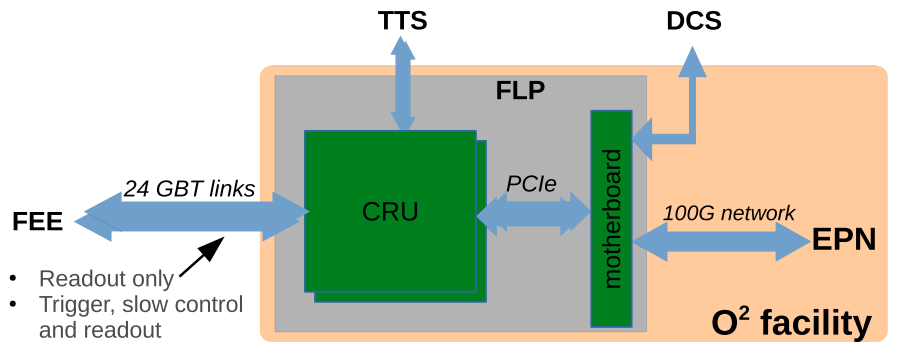 TTS
DCS
FLP
24 GBT links
PCIe
CRU
motherboard
100G network
FEE
EPN
• Readout only
• Trigger, slow control
and readout
O² facility